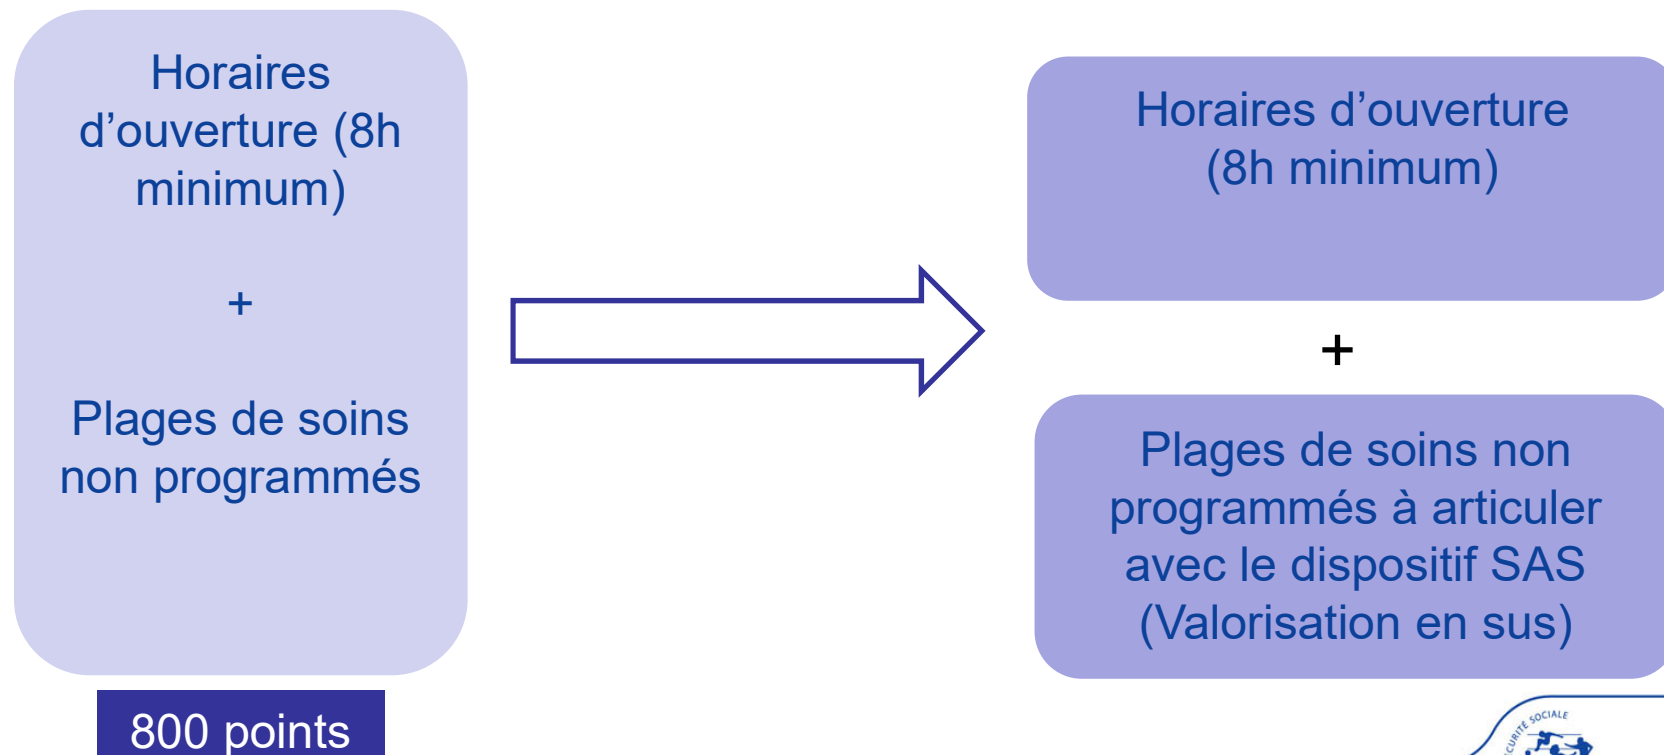 Horaires
d’ouverture (8h
minimum)
+
Plages de soins
non programmés
800 points
Horaires d’ouverture
(8h minimum)
+
Plages de soins non
programmés à articuler
avec le dispositif SAS
(Valorisation en sus)
SOCIALE